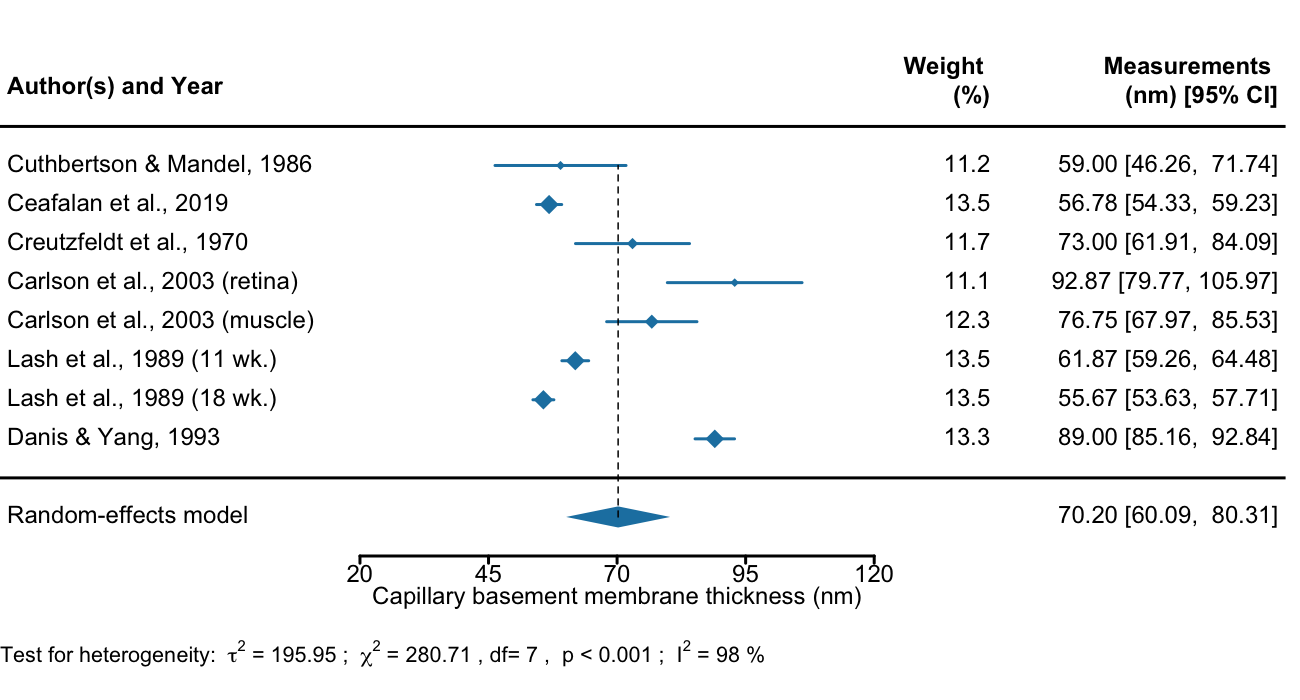 Author(s) and Year Weight (%) Measurements (nm) [95% CI]
Cuthbertson & Mandel, 1986 11.2 59.00 [46.26, 71.74]
Ceafalan et al., 2019 13.5 56.78 [54.33, 59.23]
Creutzfeldt et al., 1970 11.7 73.00 [61.91, 84.09]
Carlson et al., 2003 (retina) 11.1 92.87 [79.77, 105.97]
Carlson et al., 2003 (muscle) 12.3 76.75 [67.97, 85.53]
Lash et al., 1989 (11 wk.) 13.5 61.87 [59.26, 64.48]
Lash et al., 1989 (18 wk.) 13.5 55.67 [53.63, 57.71]
Danis & Yang, 1993 13.3 89.00 [85.16, 92.84]
Random-effects model 70.20 [60.09, 80.31]
20 45 70 95 120
Capillary basement membrane thickness (nm)
Test for heterogeneity: τ² = 195.95 ; χ² = 280.71 , df= 7 , p < 0.001 ; I² = 98 %